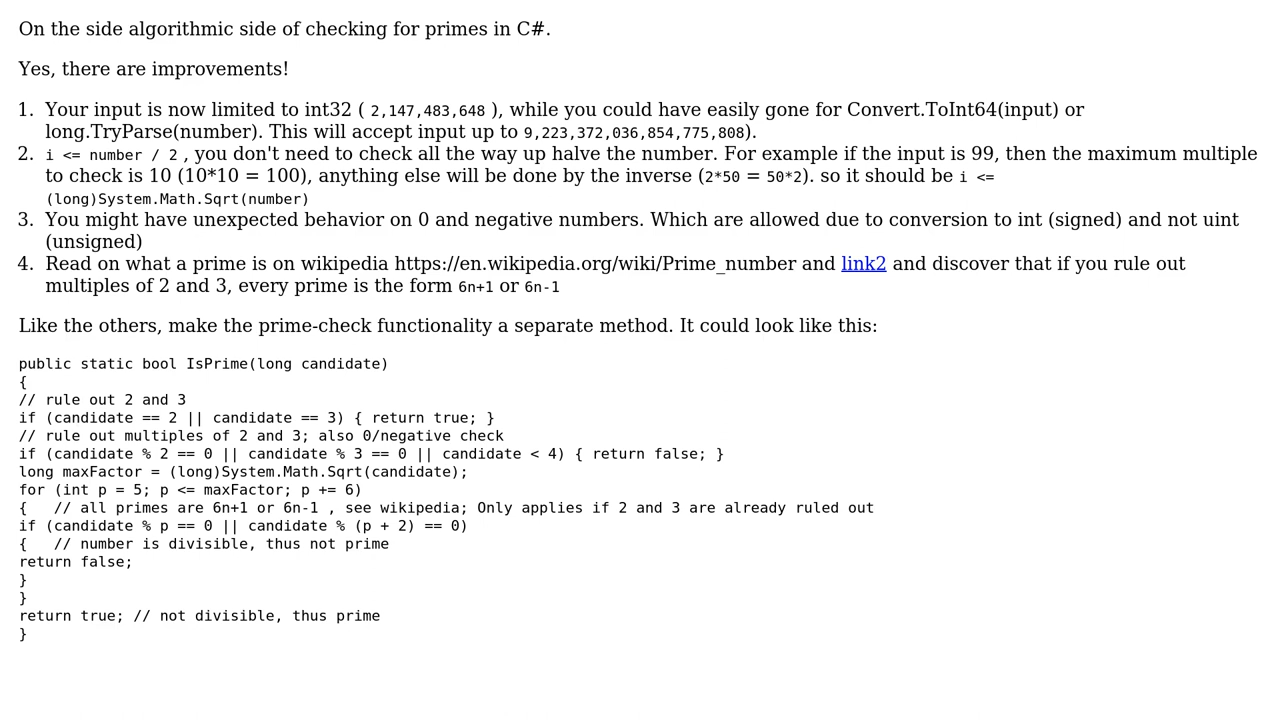 On the side algorithmic side of checking for primes in C#.
Yes, there are improvements!
1. Your input is now limited to int32 ( 2,147,483,648 ), while you could have easily gone for Convert.ToInt64(input) or
long.TryParse(number). This will accept input up to 9,223,372,036,854,775,808).
2. i <= number / 2 , you don't need to check all the way up halve the number. For example if the input is 99, then the maximum multiple
to check is 10 (10*10 = 100), anything else will be done by the inverse (2*50 = 50*2). so it should be i <=
(long)System.Math.Sqrt(number)
3. You might have unexpected behavior on 0 and negative numbers. Which are allowed due to conversion to int (signed) and not uint
(unsigned)
4. Read on what a prime is on wikipedia https://en.wikipedia.org/wiki/Prime_number and link2 and discover that if you rule out
multiples of 2 and 3, every prime is the form 6n+1 or 6n-1
Like the others, make the prime-check functionality a separate method. It could look like this:
public static bool IsPrime(long candidate)
{
// rule out 2 and 3
if (candidate == 2 || candidate == 3) { return true; }
// rule out multiples of 2 and 3; also 0/negative check
if (candidate % 2 == 0 || candidate % 3 == 0 || candidate < 4) { return false; }
long maxFactor = (long)System.Math.Sqrt(candidate);
for (int p = 5; p <= maxFactor; p += 6)
{   // all primes are 6n+1 or 6n-1 , see wikipedia; Only applies if 2 and 3 are already ruled out
if (candidate % p == 0 || candidate % (p + 2) == 0)
{   // number is divisible, thus not prime
return false;
}
}
return true; // not divisible, thus prime
}